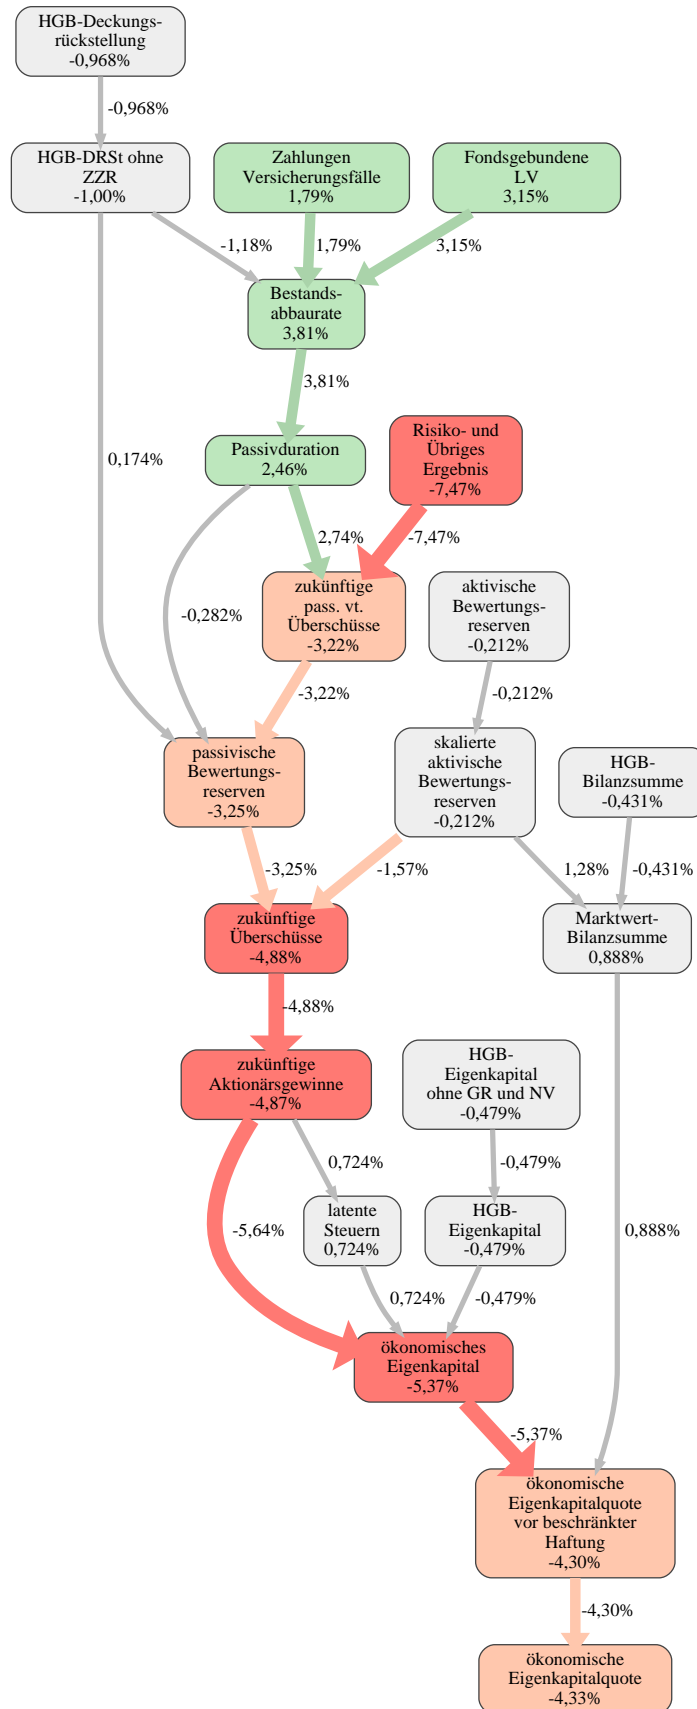 HGB-Deckungs-
rückstellung
-0,968%
-0,968%
HGB-DRSt ohne
ZZR
-1,00%
Zahlungen
Versicherungsfälle
1,79%
Fondsgebundene
LV
3,15%
-1,18%
1,79%
3,15%
Bestands-
abbaurate
3,81%
3,81%
0,174%
Passivduration
2,46%
Risiko- und
Übriges
Ergebnis
-7,47%
2,74%
-7,47%
-0,282%
zukünftige
pass. vt.
Überschüsse
-3,22%
aktivische
Bewertungs-
reserven
-0,212%
-3,22%
-0,212%
passivische
Bewertungs-
reserven
-3,25%
skalierte
aktivische
Bewertungs-
reserven
-0,212%
HGB-
Bilanzsumme
-0,431%
-3,25%
-1,57%
1,28%
-0,431%
zukünftige
Überschüsse
-4,88%
Marktwert-
Bilanzsumme
0,888%
-4,88%
zukünftige
Aktionärsgewinne
-4,87%
HGB-
Eigenkapital
ohne GR und NV
-0,479%
0,724%
-0,479%
-5,64%
latente
Steuern
0,724%
HGB-
Eigenkapital
-0,479%
0,888%
0,724%
-0,479%
ökonomisches
Eigenkapital
-5,37%
-5,37%
ökonomische
Eigenkapitalquote
vor beschränkter
Haftung
-4,30%
-4,30%
ökonomische
Eigenkapitalquote
-4,33%